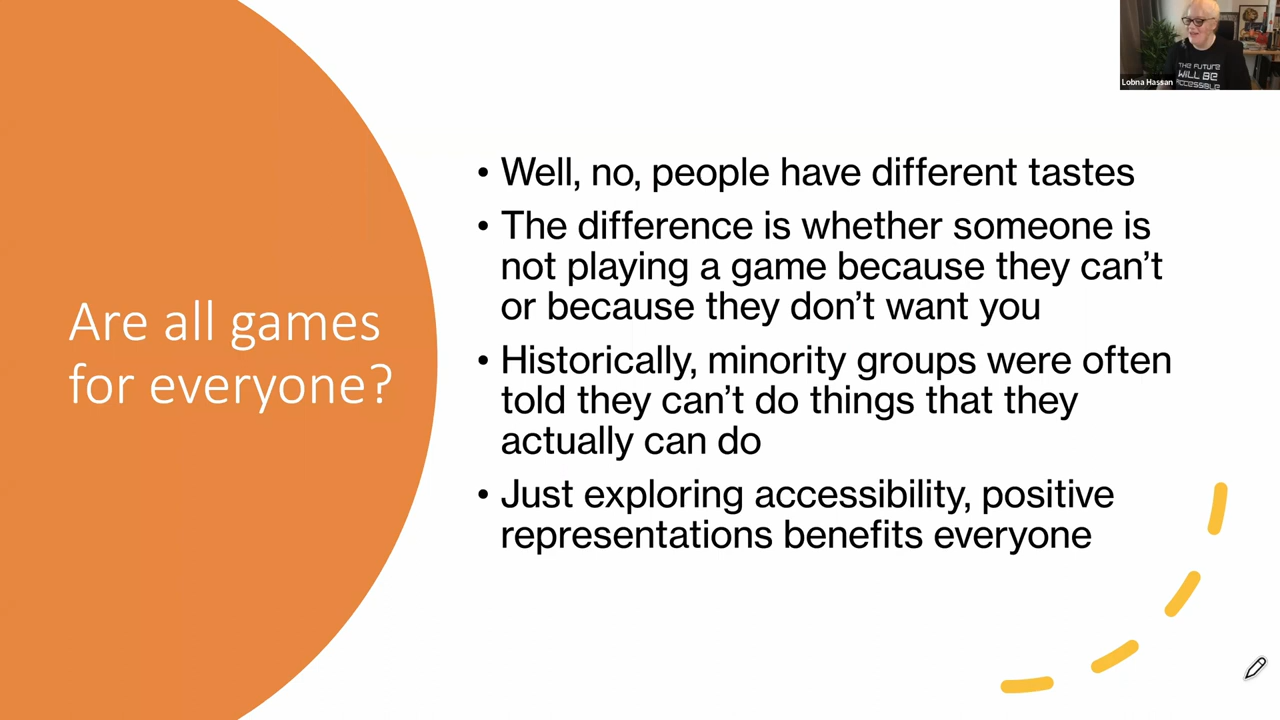 Are all games
for everyone?
• Well, no, people have different tastes
• The difference is whether someone is
not playing a game because they can't
or because they don't want you
• Historically, minority groups were often
told they can't do things that they
actually can do
• Just exploring accessibility, positive
representations benefits everyone
Lobna Hassan
THE FUTURE
WILL BE
ACCESSIBLE